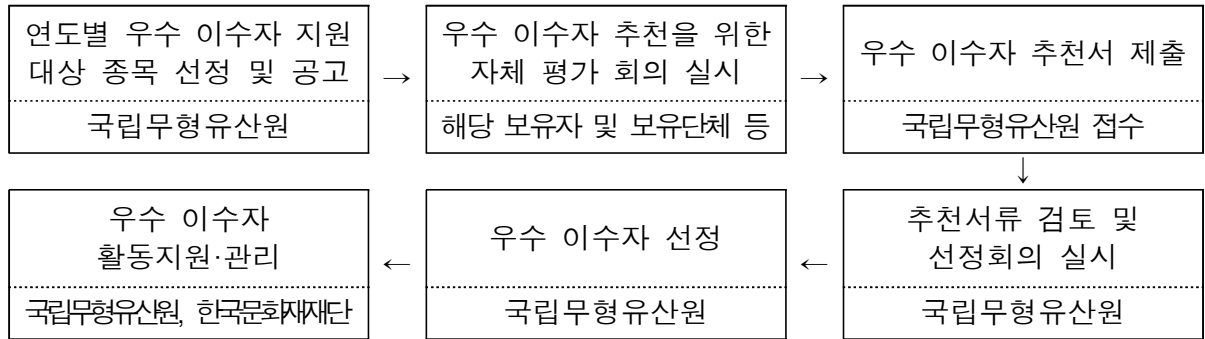 연도별 우수 이수자 지원
대상 종목 선정 및 공고
국립무형유산원
→
우수 이수자 추천을 위한
자체 평가 회의 실시
해당 보유자 및 보유단체 등
→
우수 이수자 추천서 제출
국립무형유산원 접수
↓
추천서류 검토 및
선정회의 실시
국립무형유산원
←
우수 이수자 선정
국립무형유산원
←
우수 이수자
활동지원·관리
국립무형유산원, 한국문화재재단